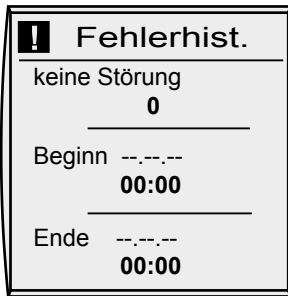 ! Fehlerhist.
keine Störung
0
Beginn --.--.--
00:00
Ende --.--.--
00:00